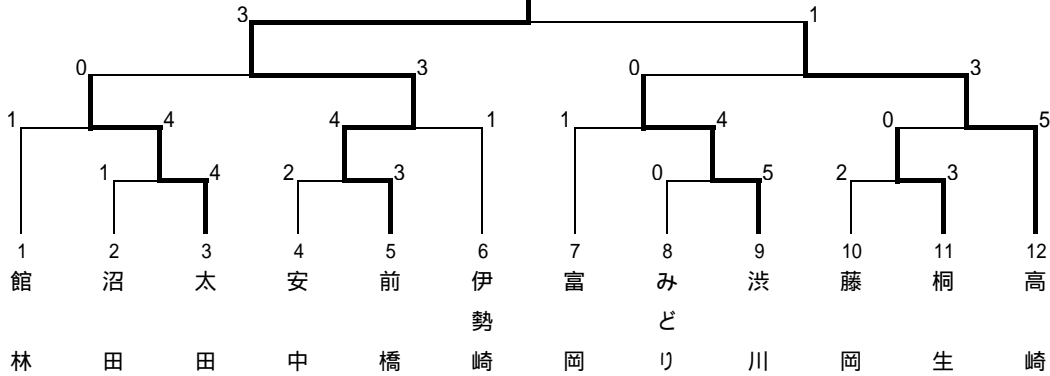 3 1
0 3 0 3
1 4 4 1 1 4 0 5
1 4 2 3 0 5 2 3
1 2 3 4 5 6 7 8 9 10 11 12
館林
沼田
太田
安中
前橋
伊勢崎
富岡
みどり
渋川
藤岡
桐生
高崎